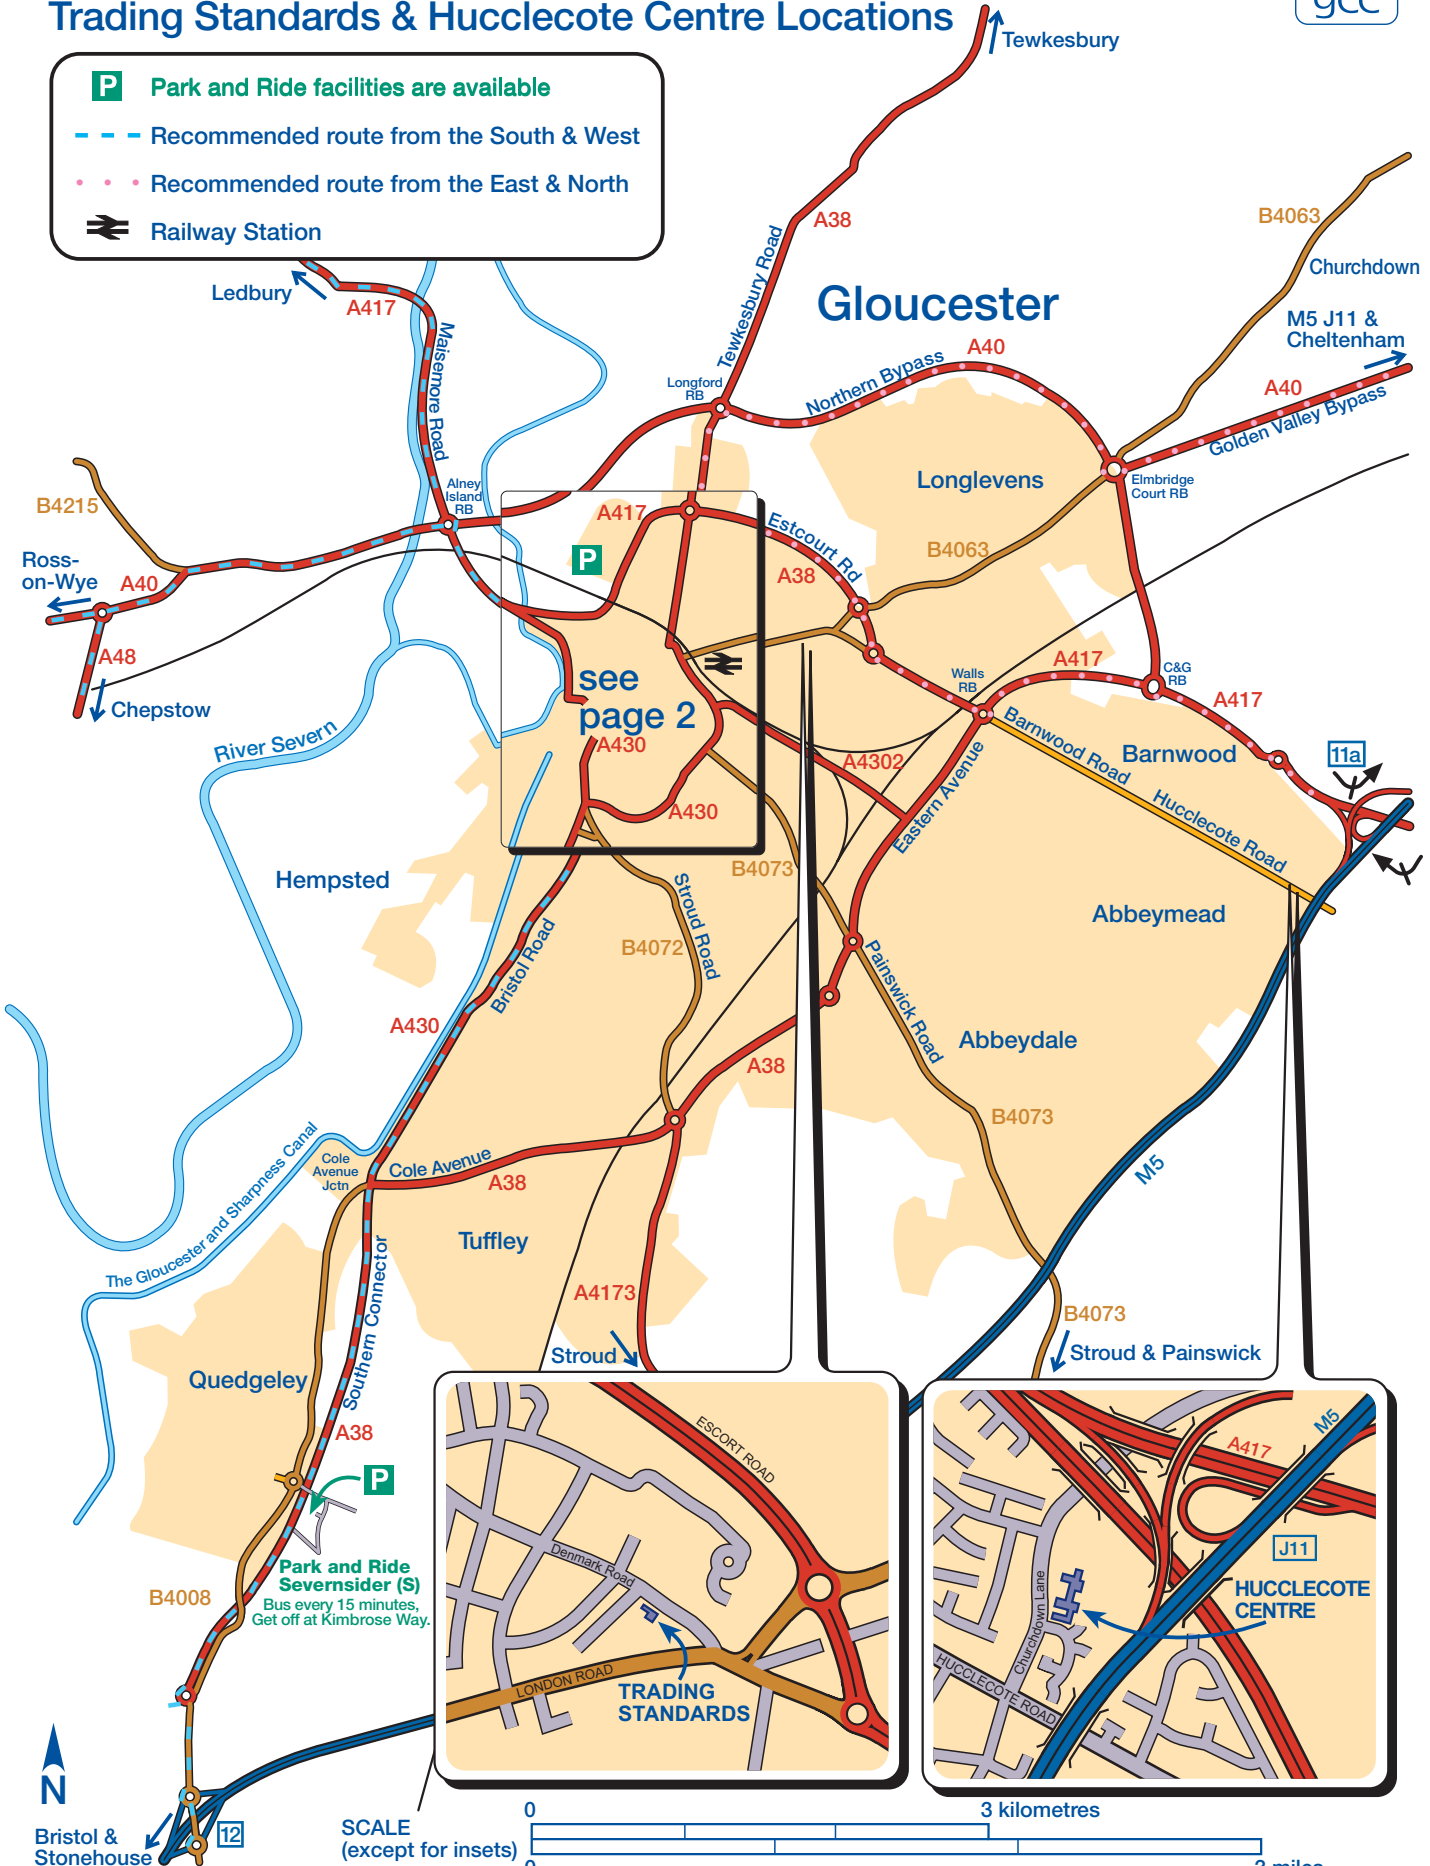 Trading Standards & Hucclecote Centre Locations
gcc
P Park and Ride facilities are available
Recommended route from the South & West
Recommended route from the East & North
Railway Station
Tewkesbury
A38
Tewkesbury Road
B4063
Churchdown
Gloucester
M5 J11 &
Cheltenham
A40
Golden Valley Bypass
Ledbury
A417
Maisemore Road
Longford
RB
Northern Bypass
A40
Longlevens
Elmbridge
Court RB
B4215
Alney
Island
RB
A417
P
Estcourt Rd
A38
B4063
Ross-
on-Wye
A40
A48
Chepstow
River Severn
see
page 2
A430
A430
Walls
RB
A417
C&G
RB
A417
Barnwood Road
Barnwood
11a
A4302
Eastern Avenue
Hucclecote Road
Hempsted
B4073
Stroud Road
B4072
Abbeymead
Bristol Road
A430
Painswick Road
Abbeydale
A38
B4073
M5
The Gloucester and Sharpness Canal
Cole
Avenue
Jctn
Cole Avenue
A38
Tuffley
Southern Connector
A4173
Stroud
B4073
Stroud & Painswick
Quedgeley
A38
P
Park and Ride
Severnsider (S)
Bus every 15 minutes,
Get off at Kimbrose Way.
B4008
ESCORT ROAD
Denmark Road
LONDON ROAD
TRADING
STANDARDS
M5
A417
J11
HUCCLECOTE
CENTRE
Churchdown Lane
HUCCLECOTE ROAD
N
Bristol &
Stonehouse
12
SCALE
(except for insets)
0
3 kilometres
0
2 miles